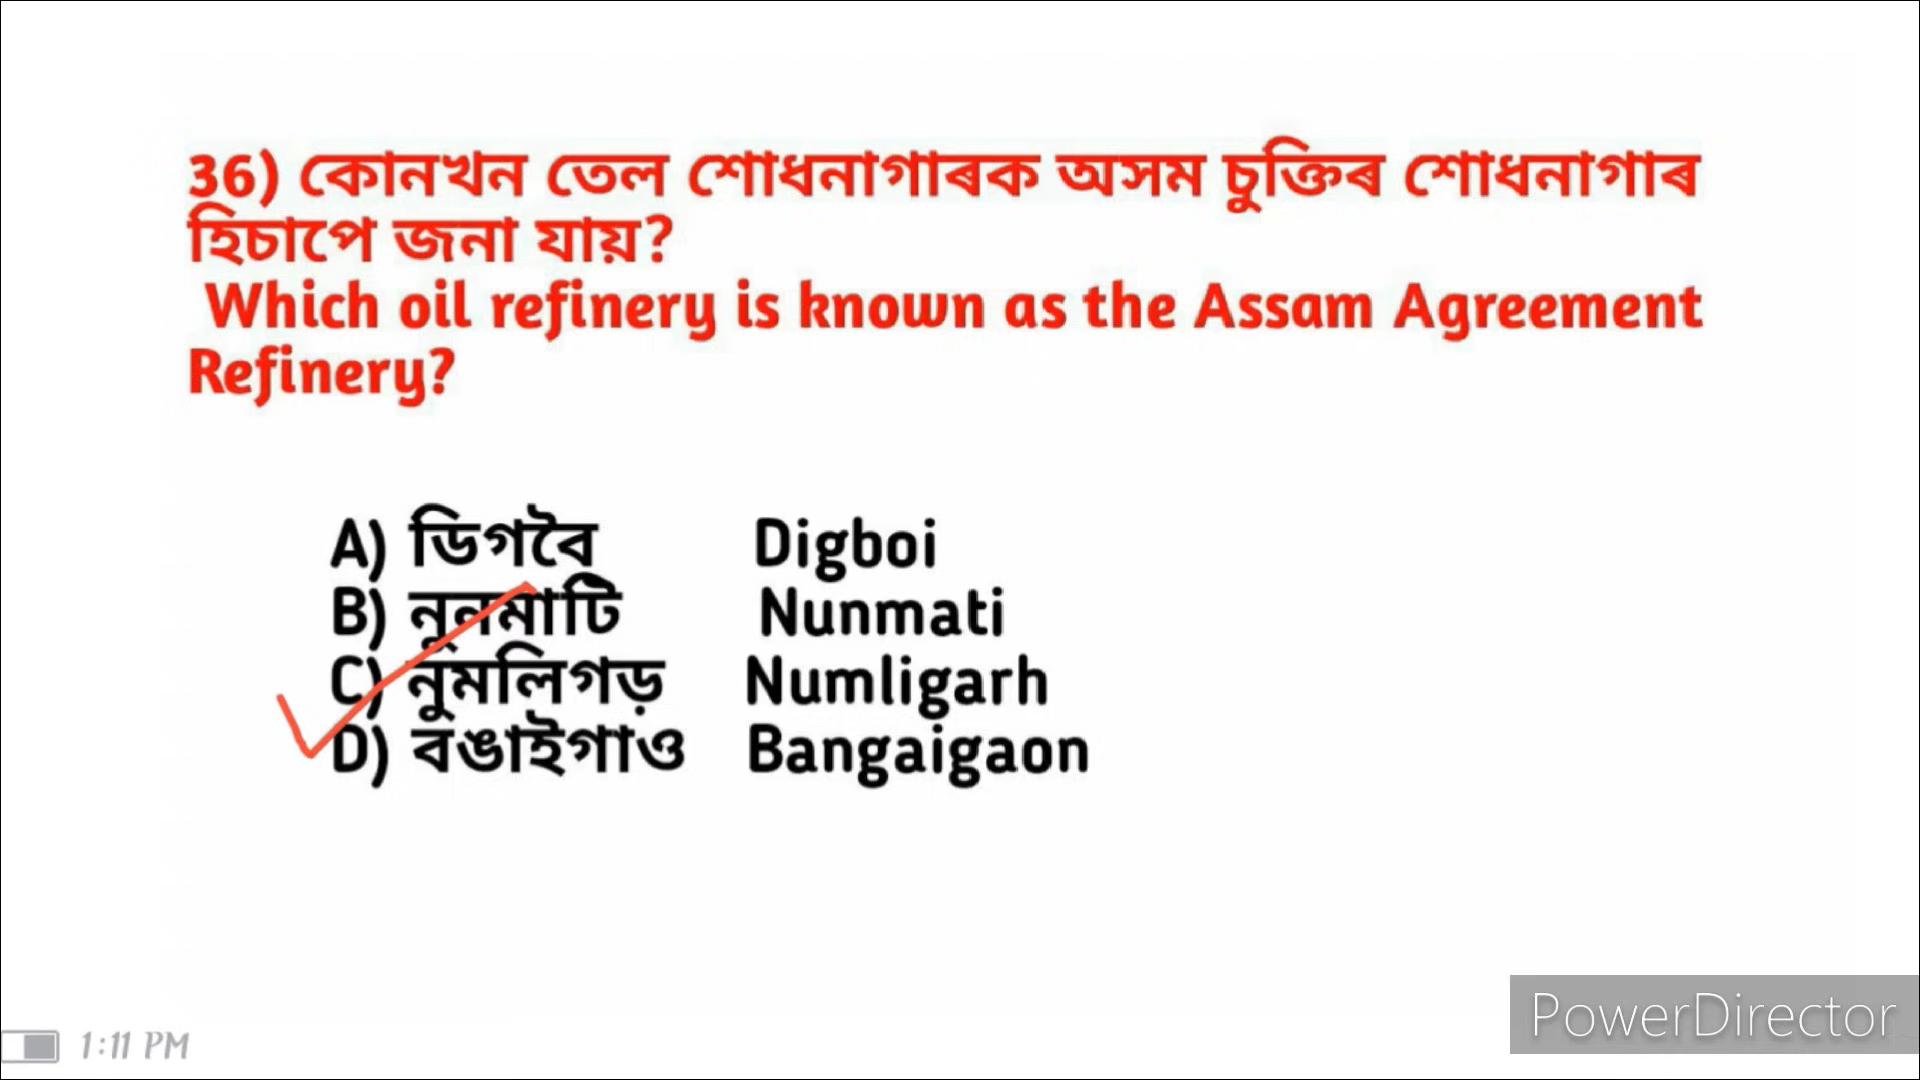 36) কোনখন তেল শোধনাগাৰক অসম চুক্তিৰ শোধনাগাৰ
হিচাপে জনা যায়?
Which oil refinery is known as the Assam Agreement
Refinery?
A) ডিগবৈ Digboi
B) নুনমাটি Nunmati
C) নুমলিগড় Numligarh
D) বঙাইগাও Bangaigaon
1:11 PM
PowerDirector